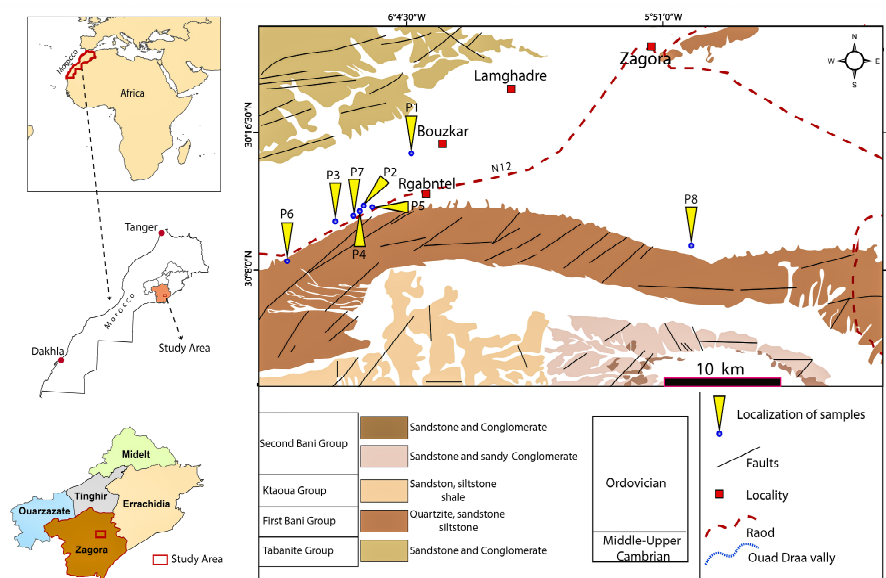 Morocco
Africa
Tanger
Morocco
Dakhla
Study Area
Midelt
Tinghir
Ouarzazate
Errachidia
Zagora
Study Area
6°4'30"W
5°51'0"W
30°16'30"N
30°8'0"N
Zagora
N
W
E
S
Lamghadre
P1
Bouzkar
N12
P3
P7
P2
Rgabntel
P5
P6
P4
P8
10 km
Second Bani Group
Sandstone and Conglomerate
Sandstone and sandy Conglomerate
Ktaoua Group
Sandston, siltstone
shale
First Bani Group
Quartzite, sandstone
siltstone
Tabanite Group
Sandstone and Conglomerate
Ordovician
Middle-Upper
Cambrian
Localization of samples
Faults
Locality
Raod
Ouad Draa vally